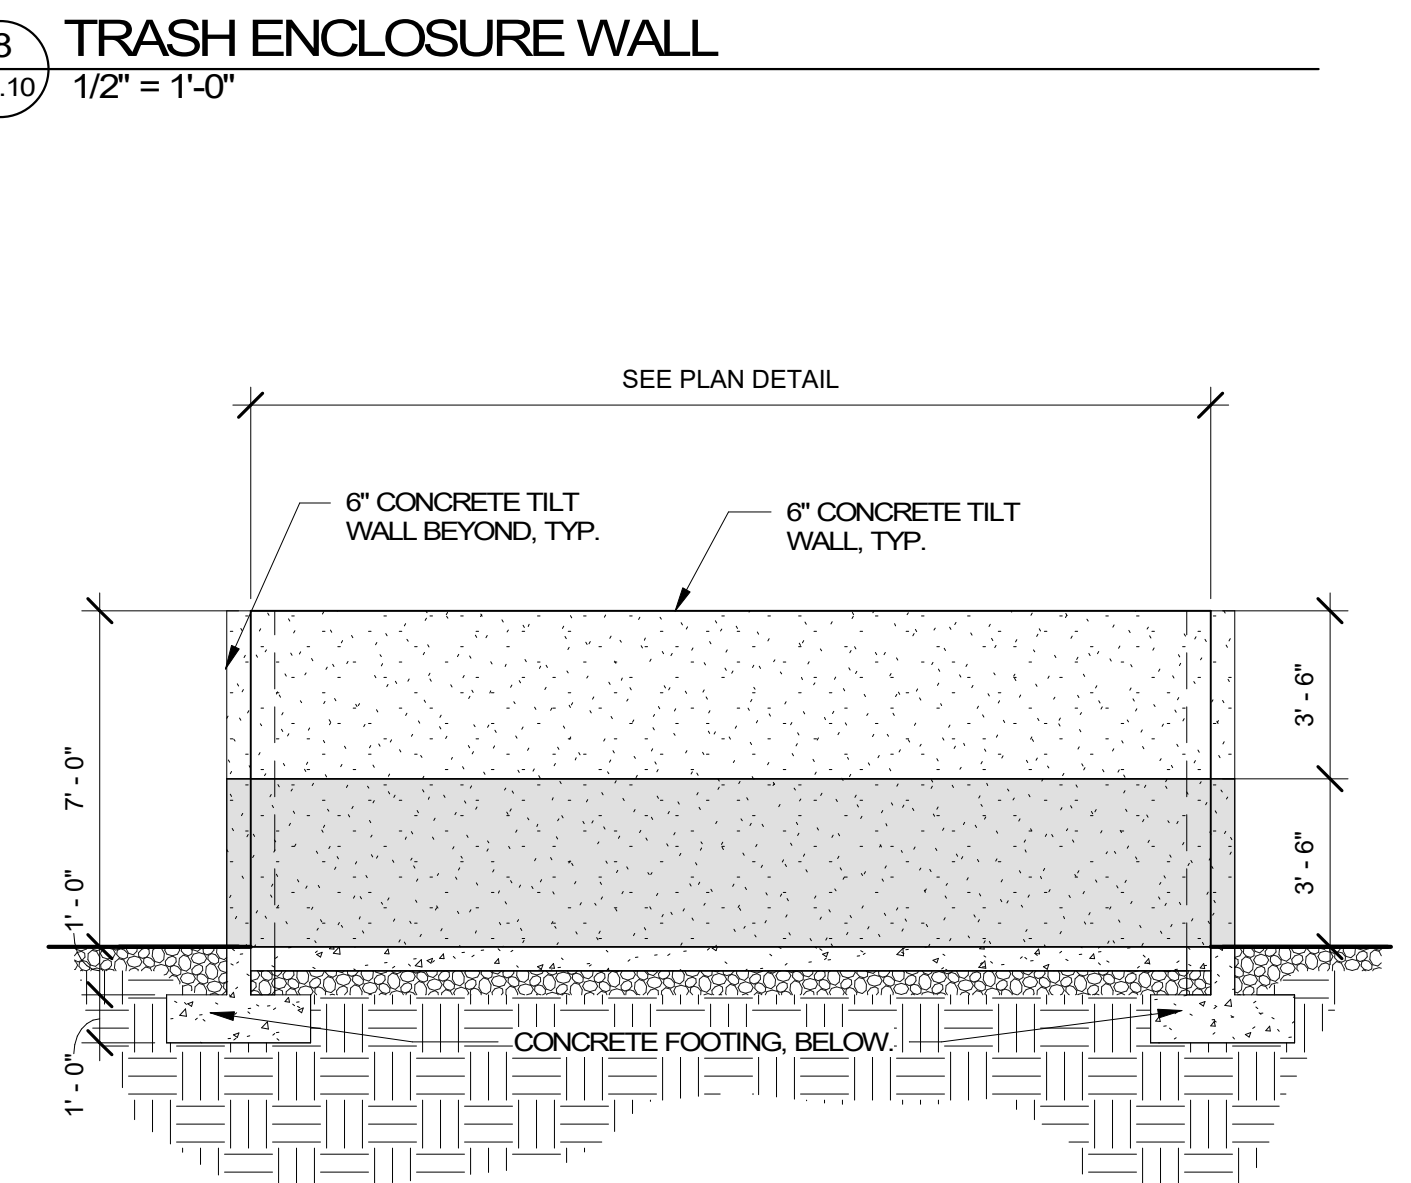 TRASH ENCLOSURE WALL
.10
1/2" = 1'-0"
SEE PLAN DETAIL
6" CONCRETE TILT
WALL BEYOND, TYP.
6" CONCRETE TILT
WALL, TYP.
7' - 0"
1' - 0"
1' - 0"
3' - 6"
3' - 6"
CONCRETE FOOTING, BELOW.